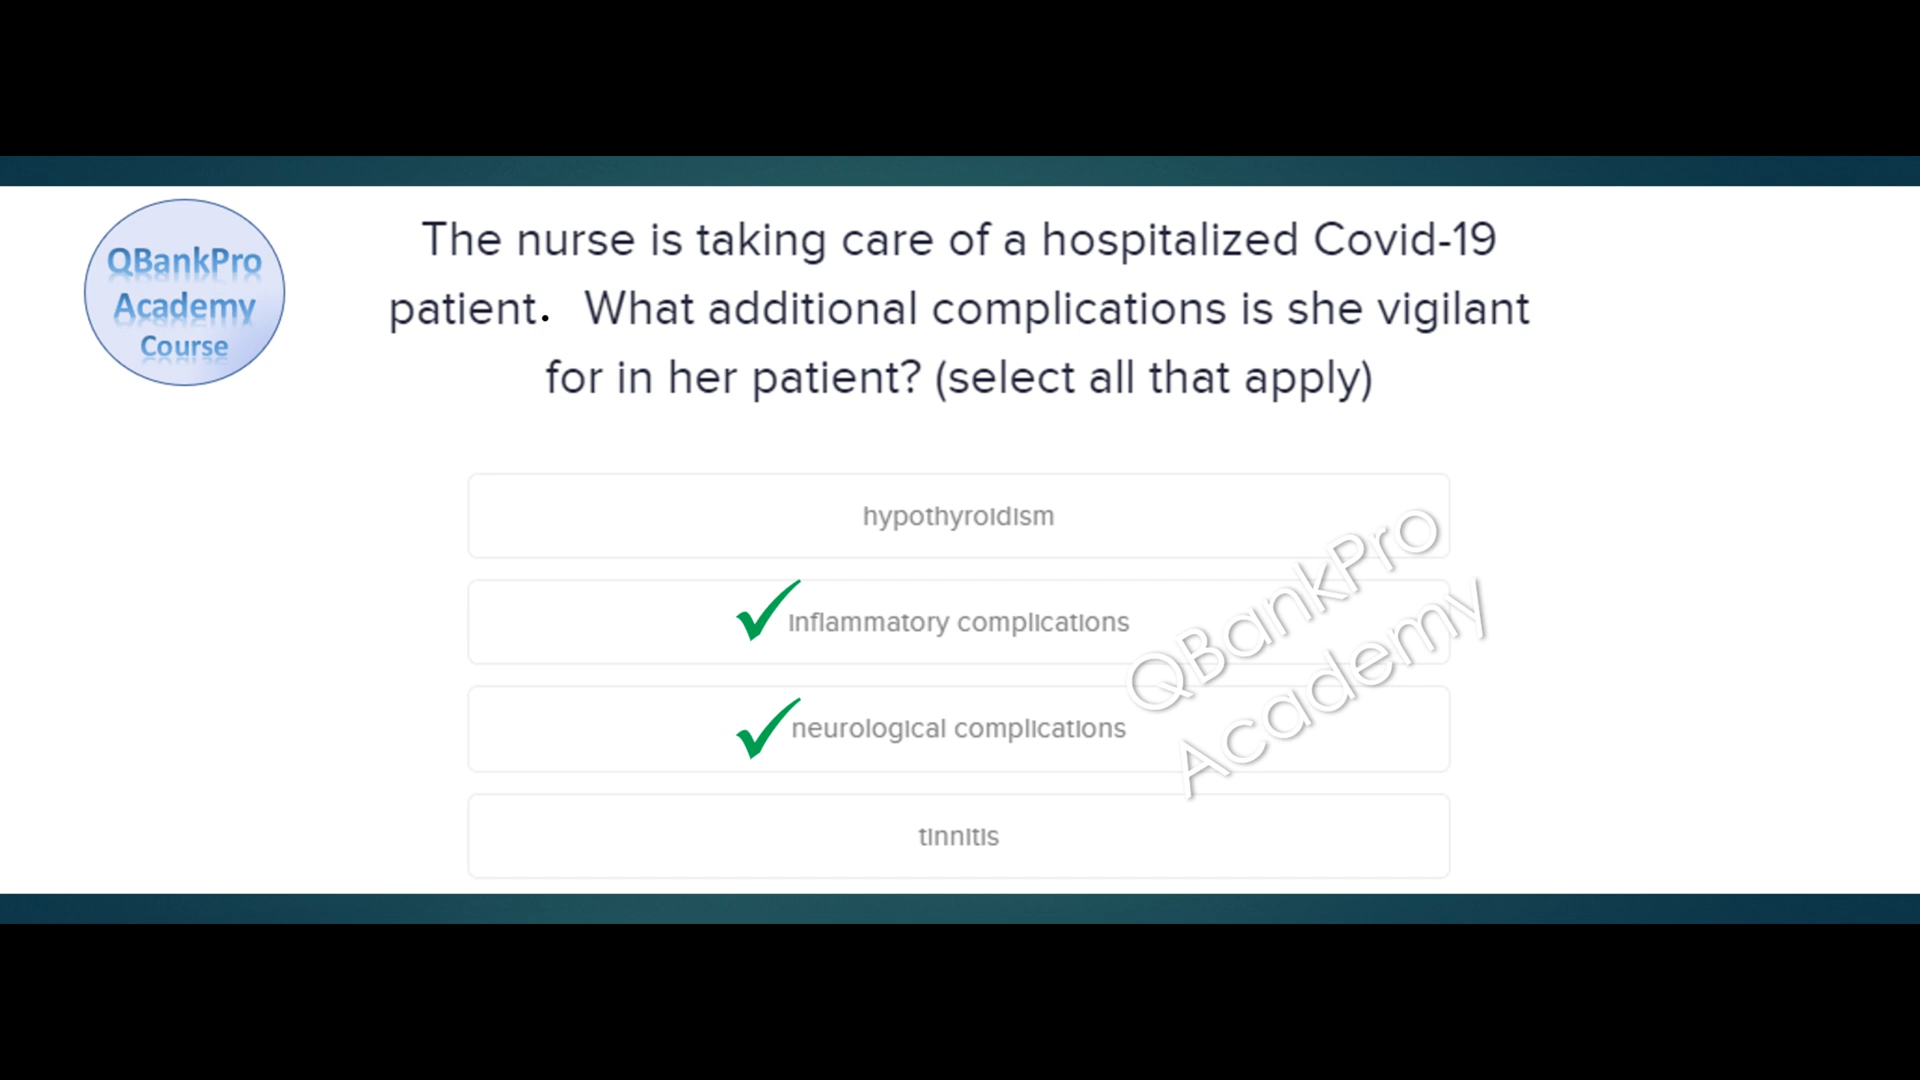 QBankPro
Academy
Course
The nurse is taking care of a hospitalized Covid-19
patient. What additional complications is she vigilant
for in her patient? (select all that apply)
hypothyroidism
inflammatory complications
neurological complications
tinnitis
QBankPro
Academy